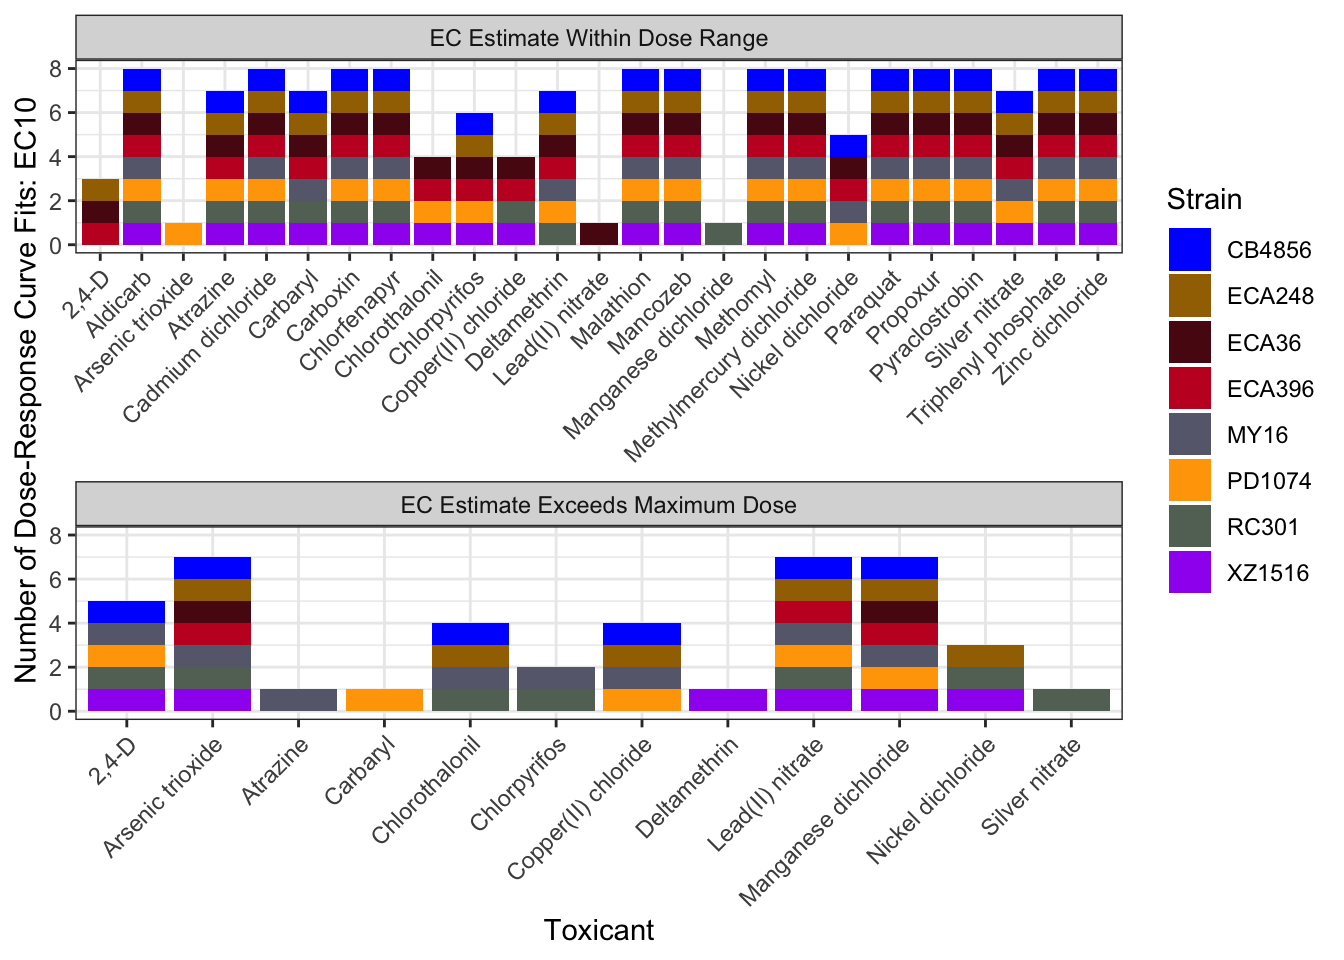 EC Estimate Within Dose Range
8
6
4
2
0
2,4-D
Aldicarb
Arsenic trioxide
Atrazine
Cadmium dichloride
Carbaryl
Carboxin
Chlorfenapyr
Chlorothalonil
Chlorpyrifos
Copper(II) chloride
Deltamethrin
Lead(II) nitrate
Malathion
Mancozeb
Manganese dichloride
Methomyl
Methylmercury dichloride
Nickel dichloride
Paraquat
Propoxur
Pyraclostrobin
Silver nitrate
Triphenyl phosphate
Zinc dichloride
Number of Dose-Response Curve Fits: EC10
EC Estimate Exceeds Maximum Dose
8
6
4
2
0
2,4-D
Arsenic trioxide
Atrazine
Carbaryl
Chlorothalonil
Chlorpyrifos
Copper(II) chloride
Deltamethrin
Lead(II) nitrate
Manganese dichloride
Nickel dichloride
Silver nitrate
Toxicant
Strain
CB4856
ECA248
ECA36
ECA396
MY16
PD1074
RC301
XZ1516